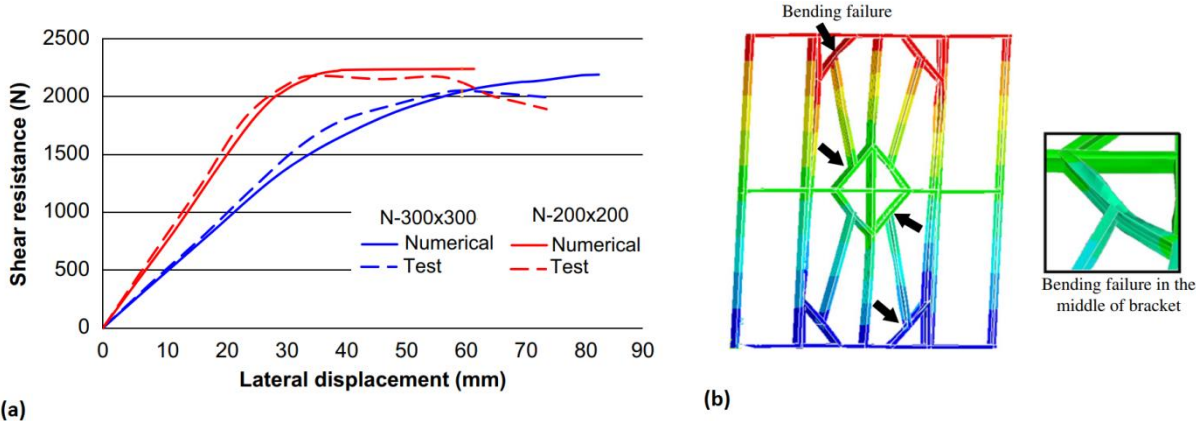 2500
2000
1500
1000
500
0
Shear resistance (N)
N-300x300 N-200x200
Numerical Numerical
Test Test
0 10 20 30 40 50 60 70 80 90
Lateral displacement (mm)
(a)
Bending failure
Bending failure in the
middle of bracket
(b)